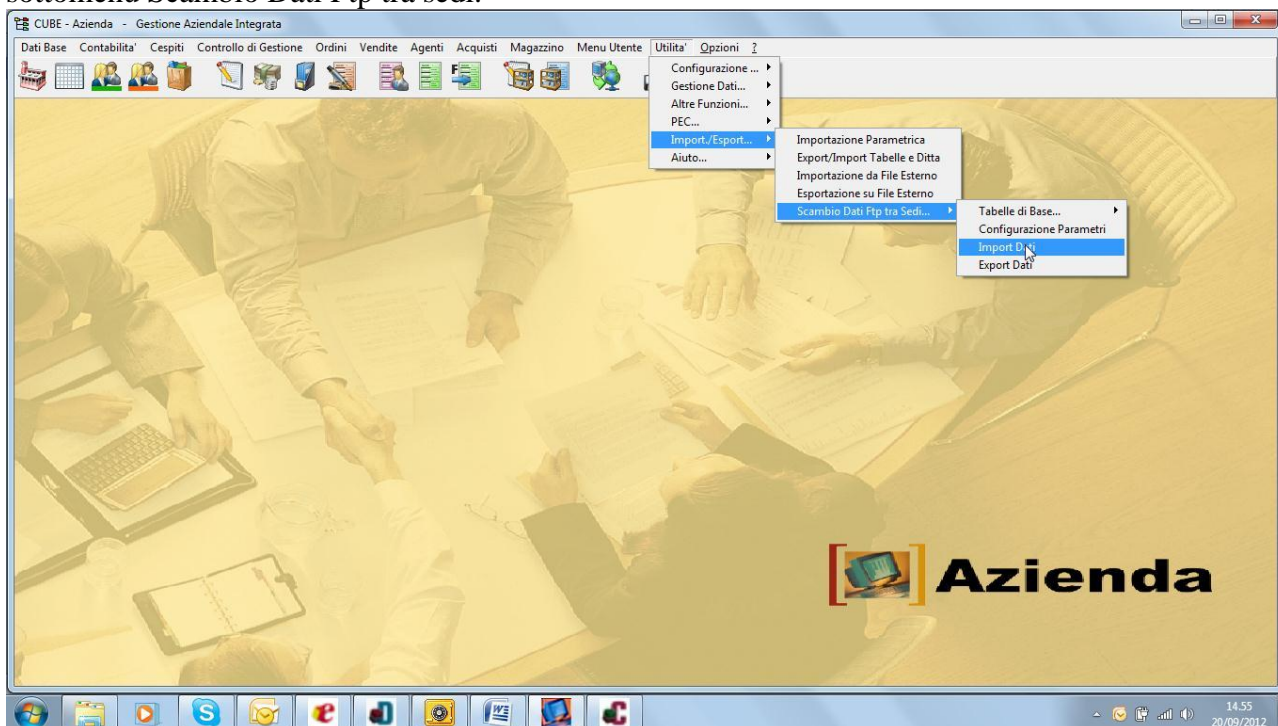 sottomenu Scambio Dati Ftp tra sedi.
CUBE - Azienda - Gestione Aziendale Integrata
Dati Base Contabilita' Cespiti Controllo di Gestione Ordini Vendite Agenti Acquisti Magazzino Menu Utente Utilita' Opzioni ?
Configurazione ...
Gestione Dati...
Altre Funzioni...
PEC...
Import./Esport...
Aiuto...
Importazione Parametrica
Export/Import Tabelle e Ditta
Importazione da File Esterno
Esportazione su File Esterno
Scambio Dati Ftp tra Sedi...
Tabelle di Base...
Configurazione Parametri
Import Dati
Export Dati
[ ] Azienda
14.55
20/09/2012